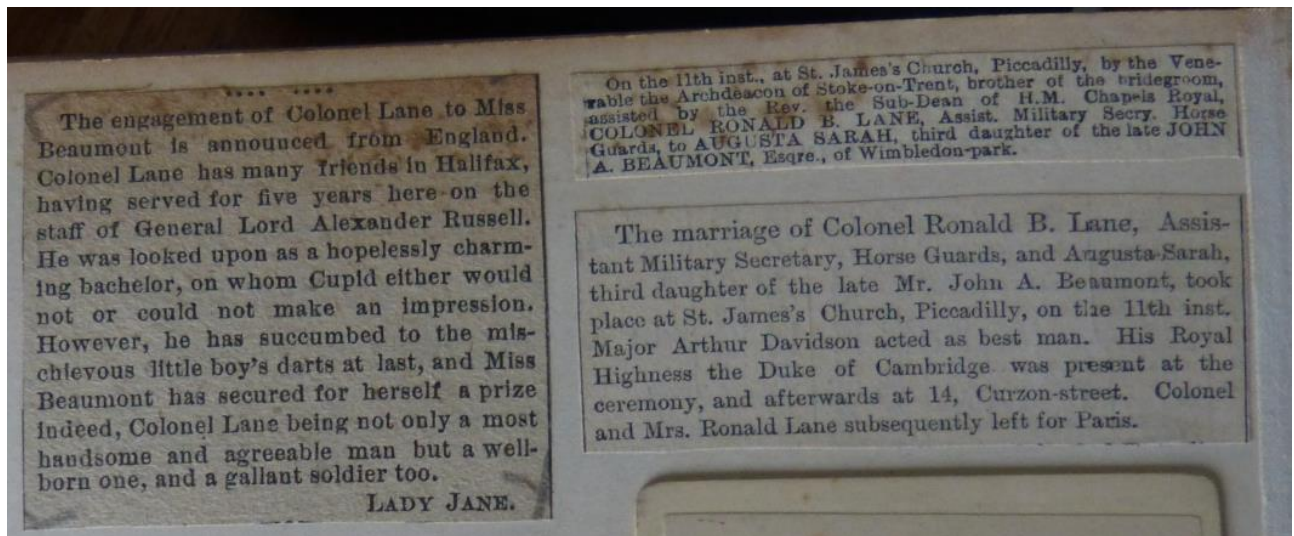 The engagement of Colonel Lane to Miss
Beaumont is announced from England.
Colonel Lane has many friends in Halifax,
having served for five years here on the
staff of General Lord Alexander Russell.
He was looked upon as a hopelessly charm-
ing bachelor, on whom Cupid either would
not or could not make an impression.
However, he has succumbed to the mis-
chievous little boy's darts at last, and Miss
Beaumont has secured for herself a prize
indeed, Colonel Lane being not only a most
handsome and agreeable man but a well-
born one, and a gallant soldier too.
LADY JANE.
On the 11th inst., at St. James's Church, Piccadilly, by the Vene-
rable the Archdeacon of Stoke-on-Trent, brother of the bridegroom,
assisted by the Rev. the Sub-Dean of H.M. Chapels Royal,
COLONEL RONALD B. LANE, Assist. Military Secry. Horse
Guards, to AUGUSTA SARAH, third daughter of the late JOHN
A. BEAUMONT, Esqre., of Wimbledon-park.
The marriage of Colonel Ronald B. Lane, Assis-
tant Military Secretary, Horse Guards, and Augusta-Sarah,
third daughter of the late Mr. John A. Beaumont, took
place at St. James's Church, Piccadilly, on the 11th inst.
Major Arthur Davidson acted as best man. His Royal
Highness the Duke of Cambridge was present at the
ceremony, and afterwards at 14, Curzon-street. Colonel
and Mrs. Ronald Lane subsequently left for Paris.